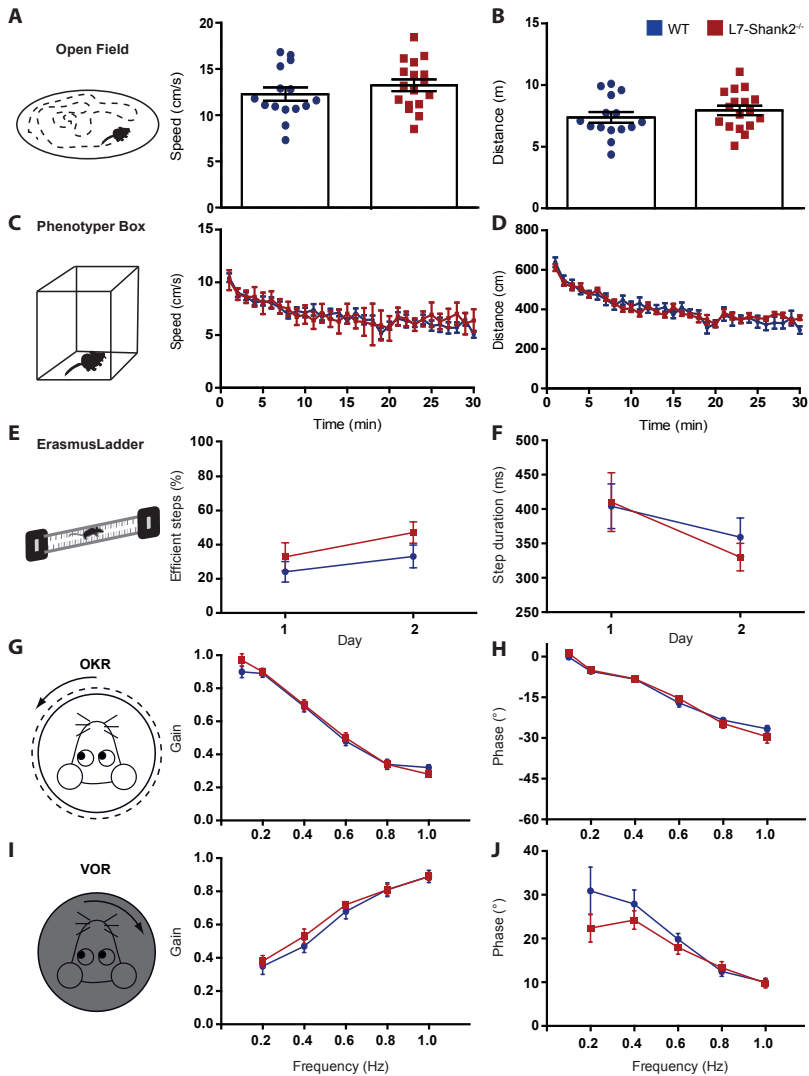 A
Open Field
Speed (cm/s)
20
15
10
5
0
B
WT
L7-Shank2-/-
Distance (m)
15
10
5
0
C
Phenotyper Box
Speed (cm/s)
15
10
5
0
0 5 10 15 20 25 30
Time (min)
D
Distance (cm)
800
600
400
200
0
0 5 10 15 20 25 30
Time (min)
E
ErasmusLadder
Efficient steps (%)
100
80
60
40
20
0
1 2
Day
F
Step duration (ms)
500
450
400
350
300
250
1 2
Day
G
OKR
Gain
1.0
0.8
0.6
0.4
0.2
0.0
0.2 0.4 0.6 0.8 1.0
H
Phase (°)
0
-15
-30
-45
-60
0.2 0.4 0.6 0.8 1.0
I
VOR
Gain
1.0
0.8
0.6
0.4
0.2
0.0
0.2 0.4 0.6 0.8 1.0
Frequency (Hz)
J
Phase (°)
40
30
20
10
0
0.2 0.4 0.6 0.8 1.0
Frequency (Hz)